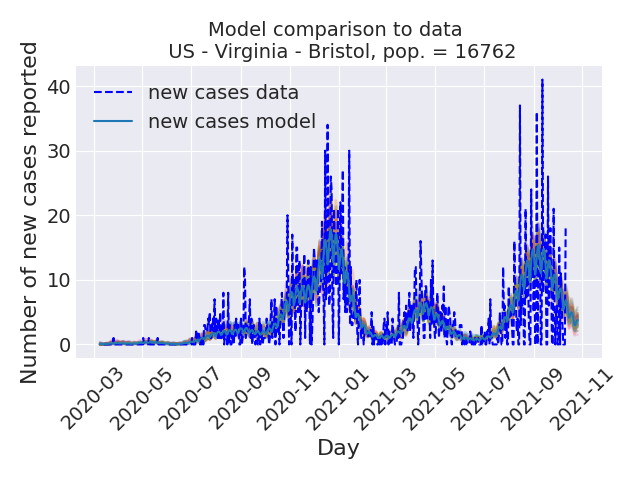 Model comparison to data
US - Virginia - Bristol, pop. = 16762
Number of new cases reported
40
30
20
10
0
new cases data
new cases model
2020-03
2020-05
2020-07
2020-09
2020-11
2021-01
2021-03
2021-05
2021-07
2021-09
2021-11
Day